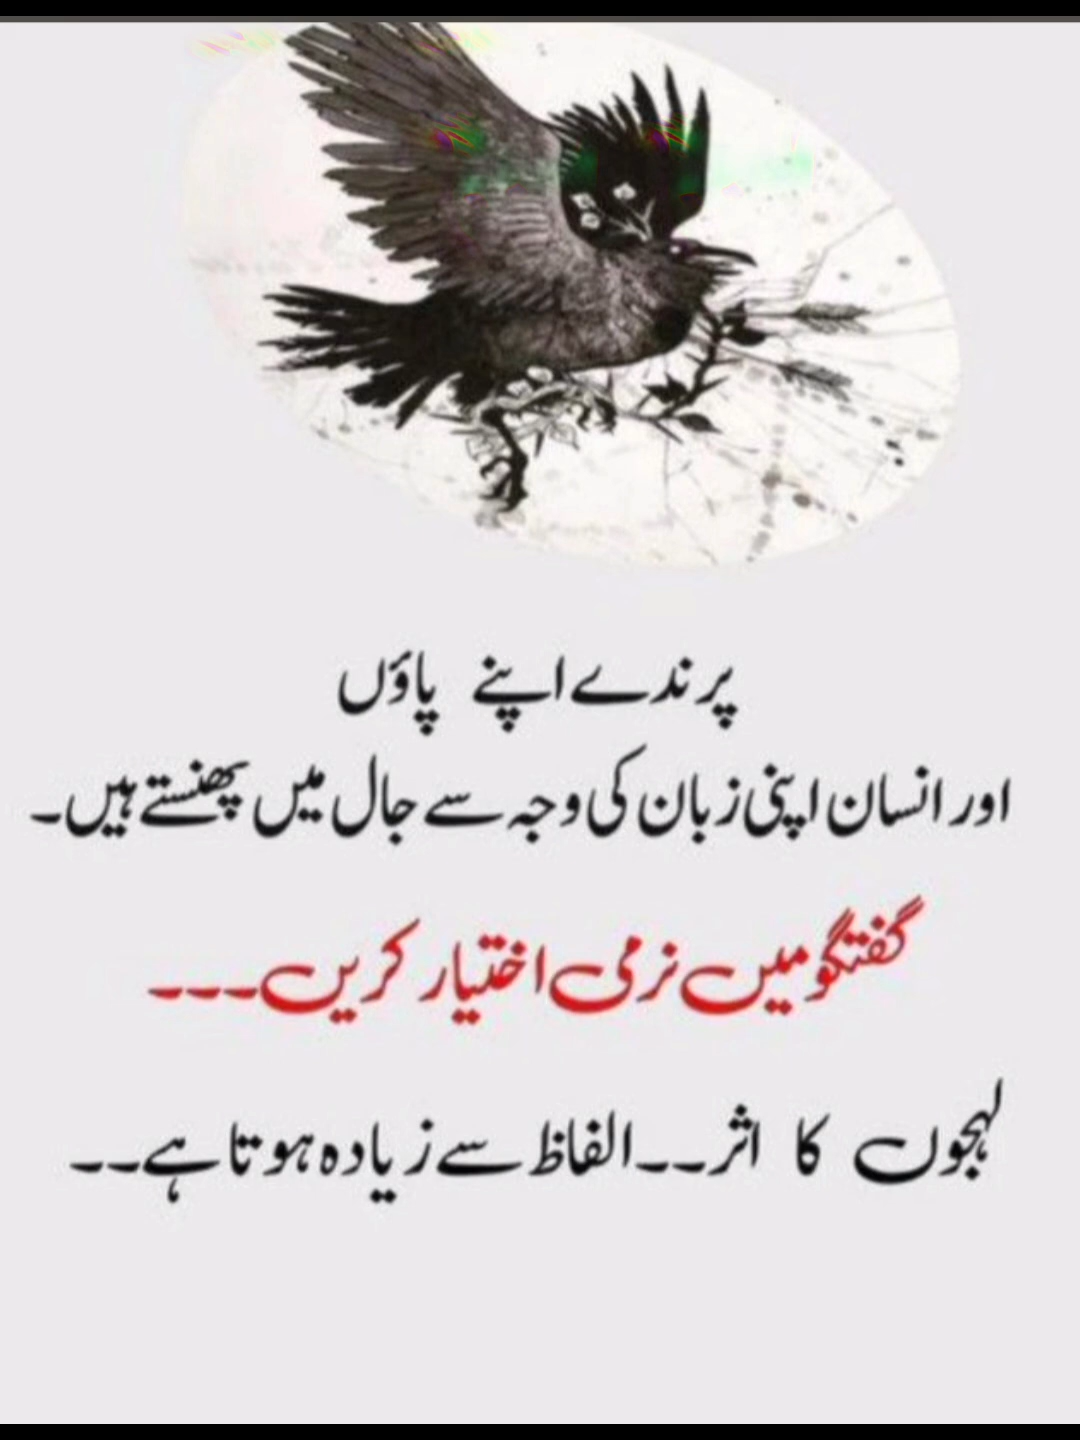 پرندے اپنے پاؤں
اور انسان اپنی زبان کی وجہ سے جال میں پھنستے ہیں۔
گفتگو میں نرمی اختیار کریں۔۔۔
لہجوں کا اثر۔۔الفاظ سے زیادہ ہوتا ہے۔۔